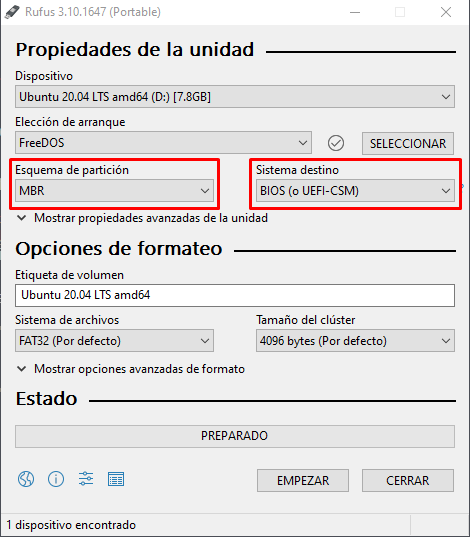 Rufus 3.10.1647 (Portable)
Propiedades de la unidad
Dispositivo
Ubuntu 20.04 LTS amd64 (D:) [7.8GB]
Elección de arranque
FreeDOS
SELECCIONAR
Esquema de partición
Sistema destino
MBR
BIOS (o UEFI-CSM)
?
Mostrar propiedades avanzadas de la unidad
Opciones de formateo
Etiqueta de volumen
Ubuntu 20.04 LTS amd64
Sistema de archivos
Tamaño del clúster
FAT32 (Por defecto)
4096 bytes (Por defecto)
Mostrar opciones avanzadas de formato
Estado
PREPARADO
EMPEZAR
CERRAR
1 dispositivo encontrado